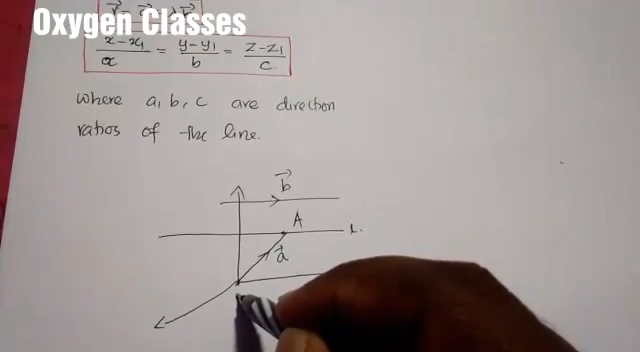 Oxygen Classes
x-x₁/a = y-y₁/b = z-z₁/c
where a, b, c are direction
ratios of the line.
b⃗
A
l
a⃗